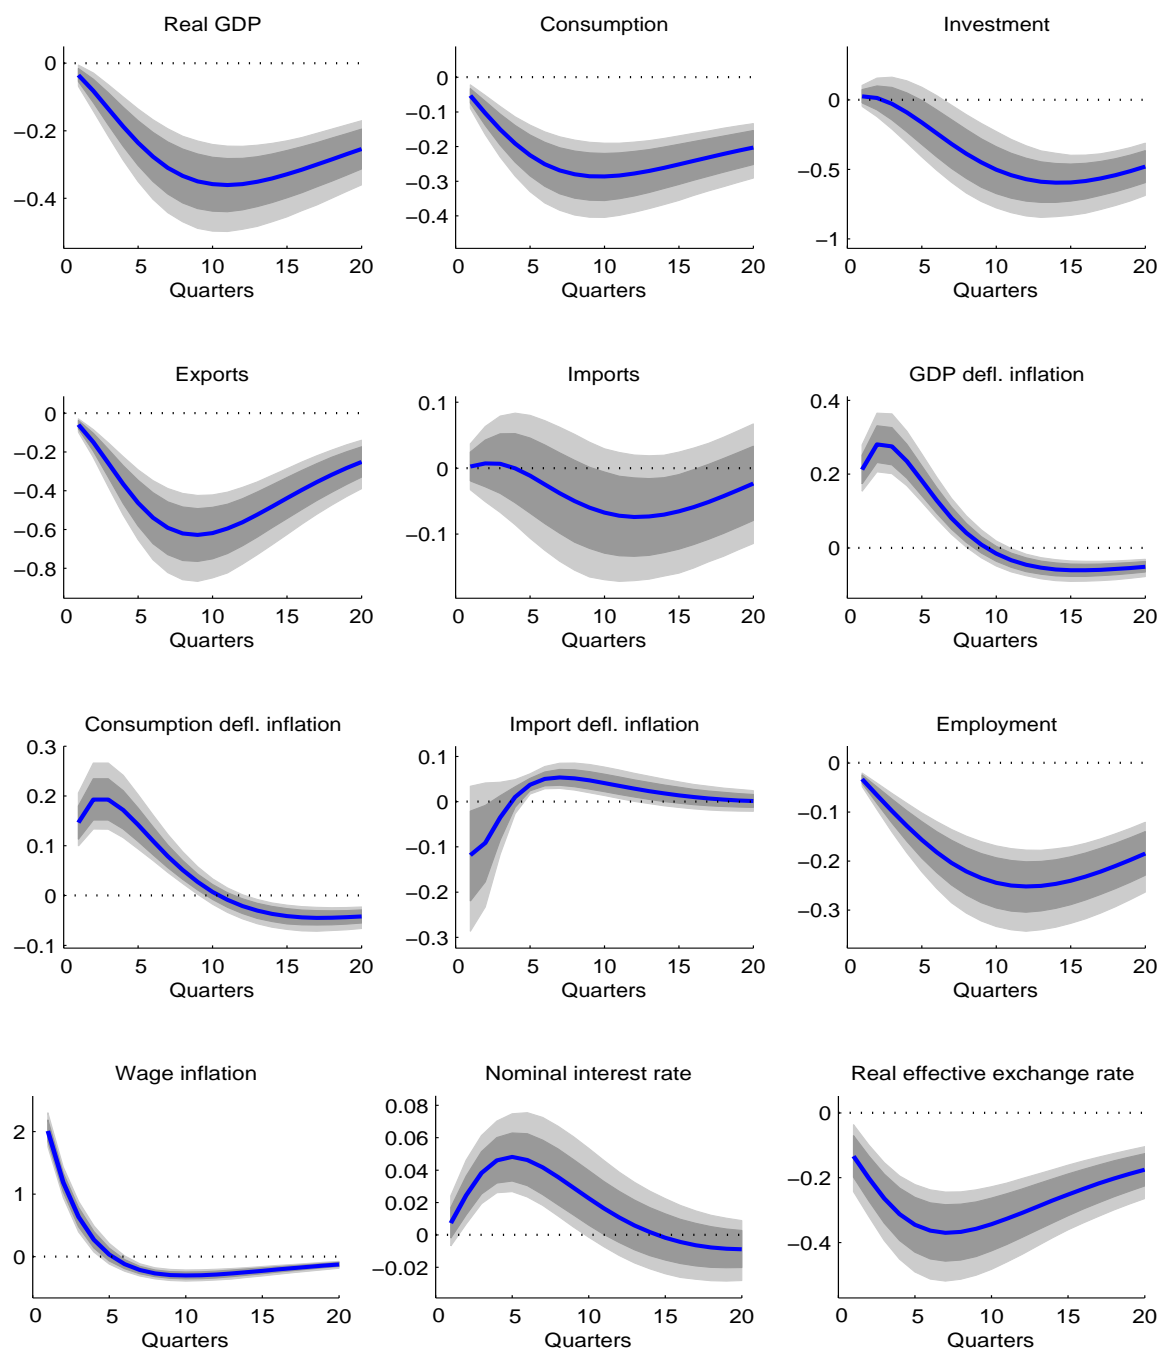 Real GDP
0
−0.2
−0.4
0 5 10 15 20
Quarters
Consumption
0
−0.1
−0.2
−0.3
−0.4
0 5 10 15 20
Quarters
Investment
0
−0.5
−1
0 5 10 15 20
Quarters
Exports
0
−0.2
−0.4
−0.6
−0.8
0 5 10 15 20
Quarters
Imports
0.1
0
−0.1
0 5 10 15 20
Quarters
GDP defl. inflation
0.4
0.2
0
0 5 10 15 20
Quarters
Consumption defl. inflation
0.3
0.2
0.1
0
−0.1
0 5 10 15 20
Quarters
Import defl. inflation
0.1
0
−0.1
−0.2
−0.3
0 5 10 15 20
Quarters
Employment
0
−0.1
−0.2
−0.3
0 5 10 15 20
Quarters
Wage inflation
2
1
0
0 5 10 15 20
Quarters
Nominal interest rate
0.08
0.06
0.04
0.02
0
−0.02
0 5 10 15 20
Quarters
Real effective exchange rate
0
−0.2
−0.4
0 5 10 15 20
Quarters